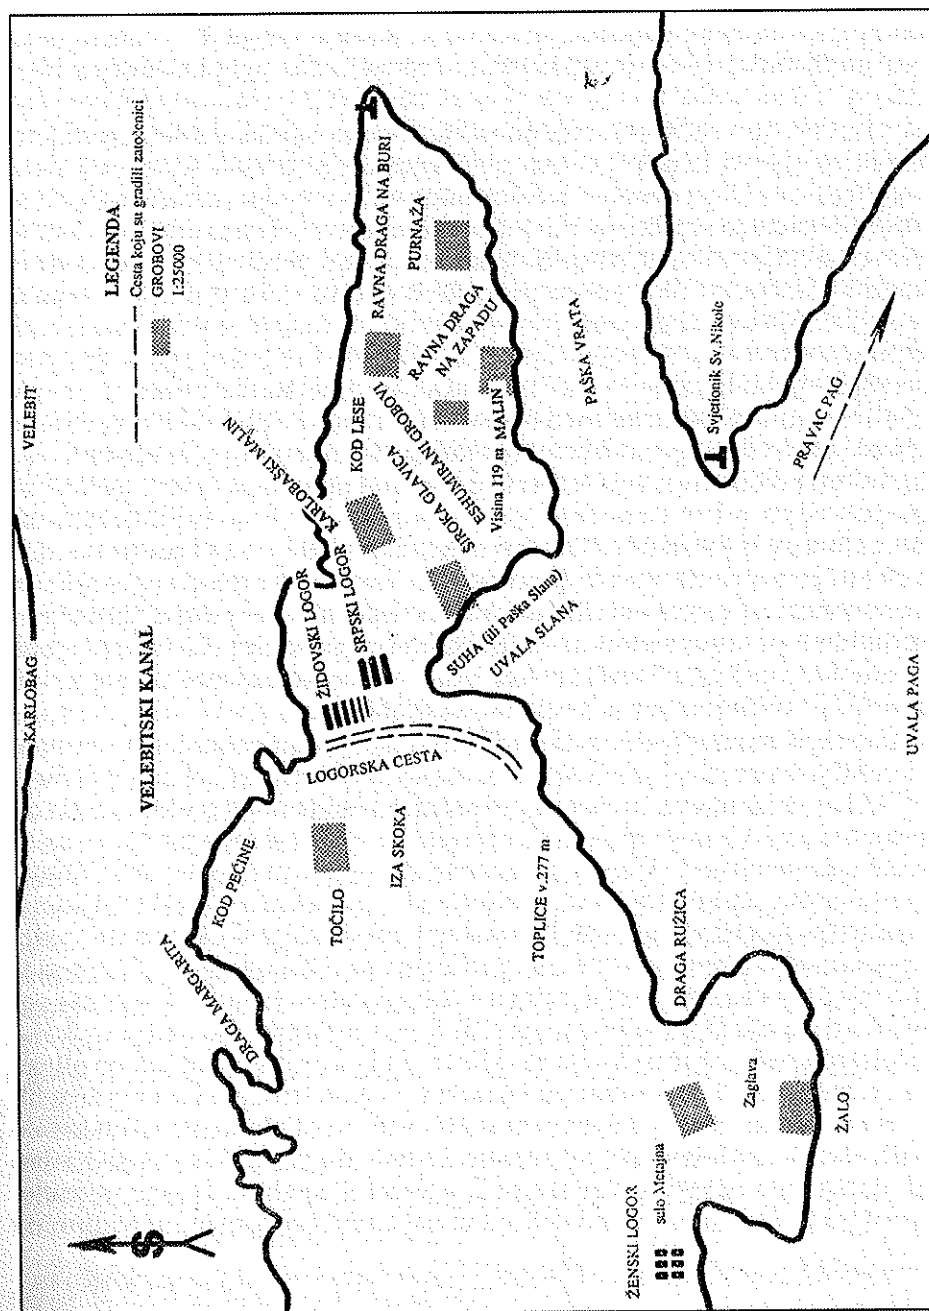 VELEBIT
KARLOBAG
LEGENDA
Cesta koju su gradili zatočenici
GROBOVI
1:25000
VELEBITSKI KANAL
S
KARLOBAŠKI MALIN
KARLOBAŠKI MALIN
DRAGA MARGARITA
KOD PEĆINE
ŽIDOVSKI LOGOR
SRPSKI LOGOR
KOD LESE
RAVNA DRAGA NA BURI
PURNAŽA
RAVNA DRAGA
NA ZAPADU
ESHUMIRANI GROBOVI
ŠIROKA GLAVICA
Visina 119 m MALIN
LOGORSKA CESTA
TOČILO
IZA SKOKA
SUHA (ili Paška Slana)
UVALA SLANA
PAŠKA VRATA
TOPLICE v.277 m
DRAGA RUŽICA
Svjetionik Sv.Nikole
PRAVAC PAG
ŽENSKI LOGOR
selo Metajna
Zaglava
ŽALO
UVALA PAGA